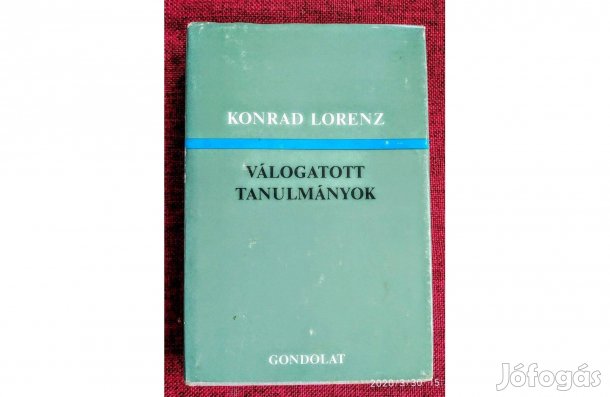 KONRAD LORENZ
VÁLOGATOTT
TANULMÁNYOK
GONDOLAT
Jófogás